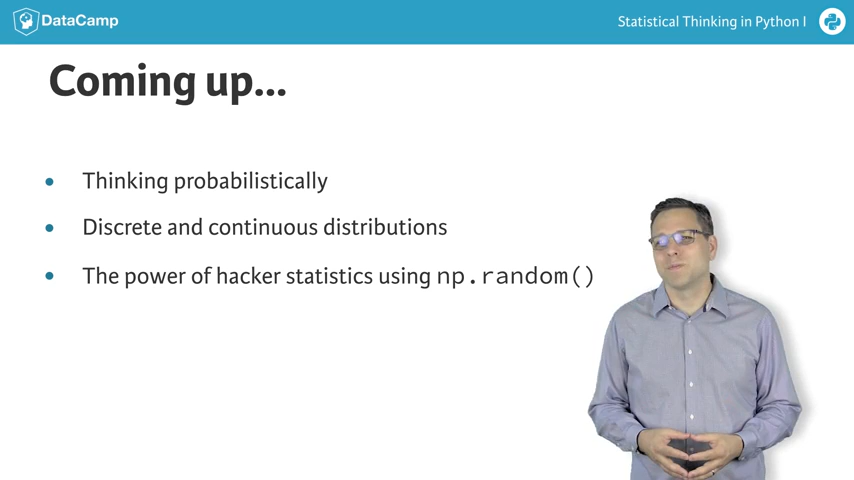 DataCamp
Statistical Thinking in Python I
Coming up...
• Thinking probabilistically
• Discrete and continuous distributions
• The power of hacker statistics using np.random()